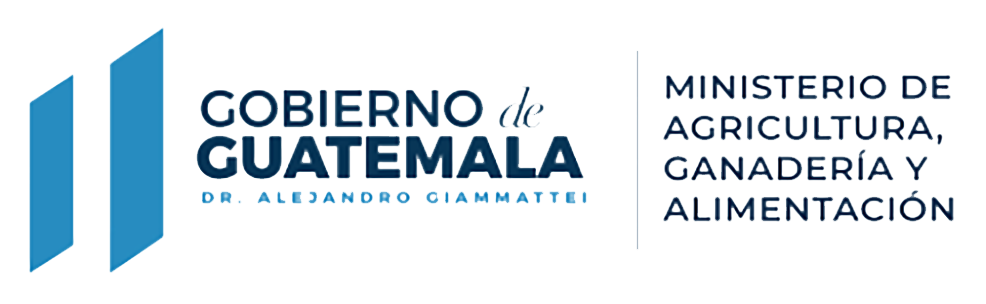 GOBIERNO de
GUATEMALA
DR. ALEJANDRO GIAMMATTEI
MINISTERIO DE
AGRICULTURA,
GANADERÍA Y
ALIMENTACIÓN